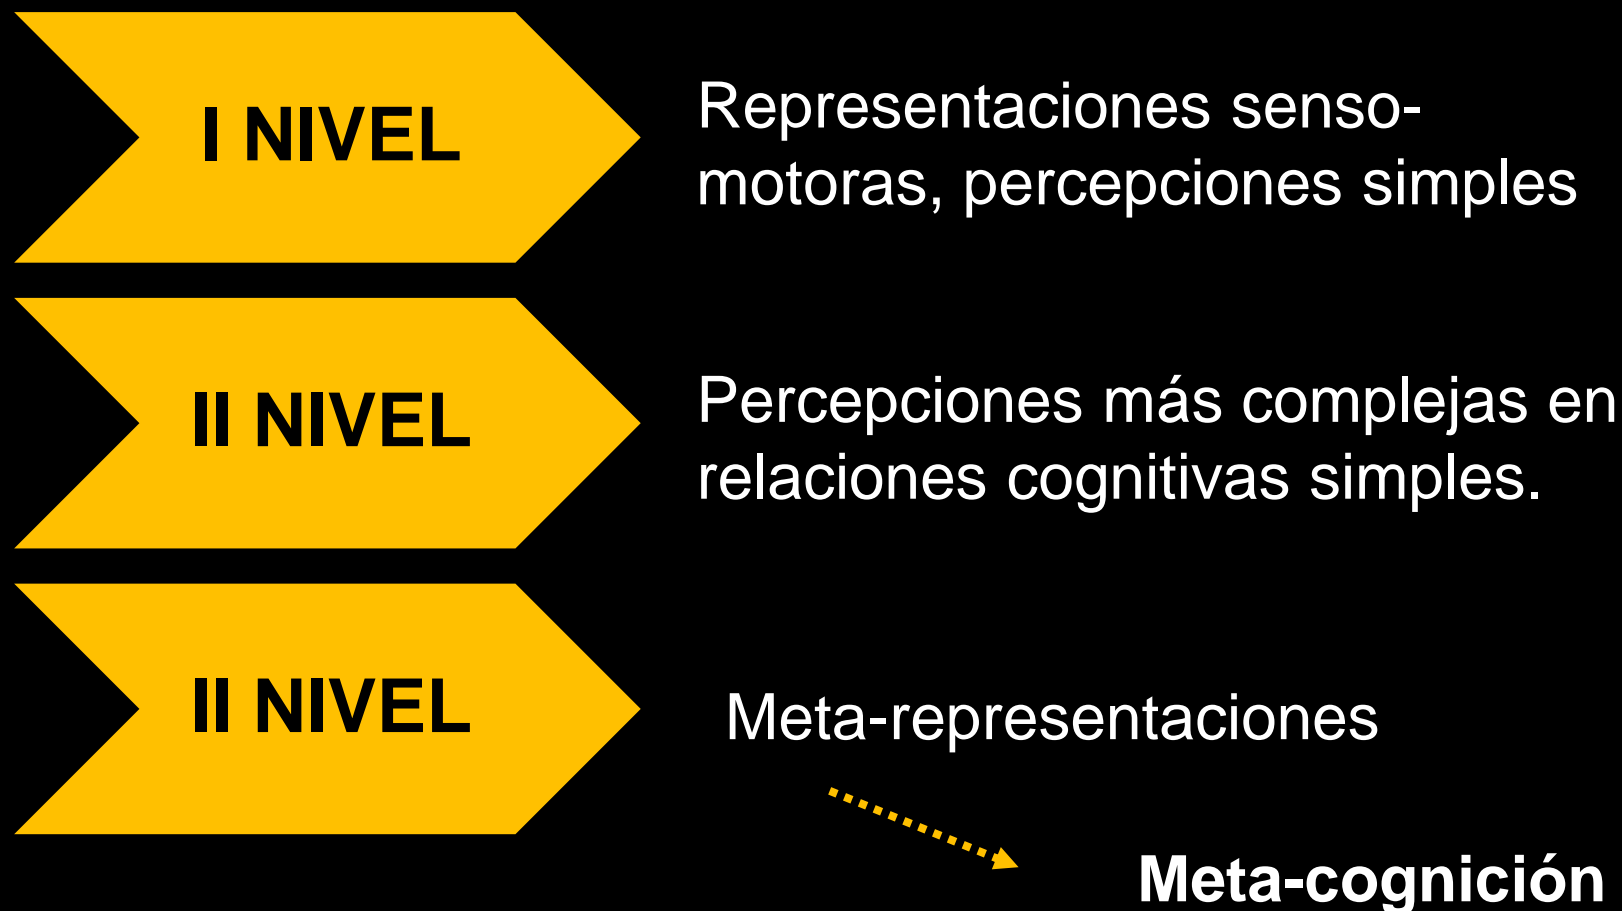 I NIVEL
Representaciones senso-
motoras, percepciones simples
II NIVEL
Percepciones más complejas en
relaciones cognitivas simples.
II NIVEL
Meta-representaciones
Meta-cognición